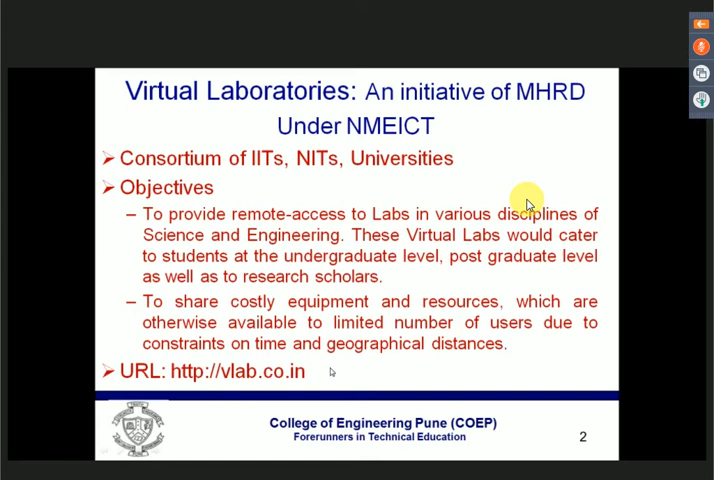 Virtual Laboratories: An initiative of MHRD
Under NMEICT
➢ Consortium of IITs, NITs, Universities
➢ Objectives
– To provide remote-access to Labs in various disciplines of
Science and Engineering. These Virtual Labs would cater
to students at the undergraduate level, post graduate level
as well as to research scholars.
– To share costly equipment and resources, which are
otherwise available to limited number of users due to
constraints on time and geographical distances.
➢ URL: http://vlab.co.in
College of Engineering Pune (COEP)
Forerunners in Technical Education
2